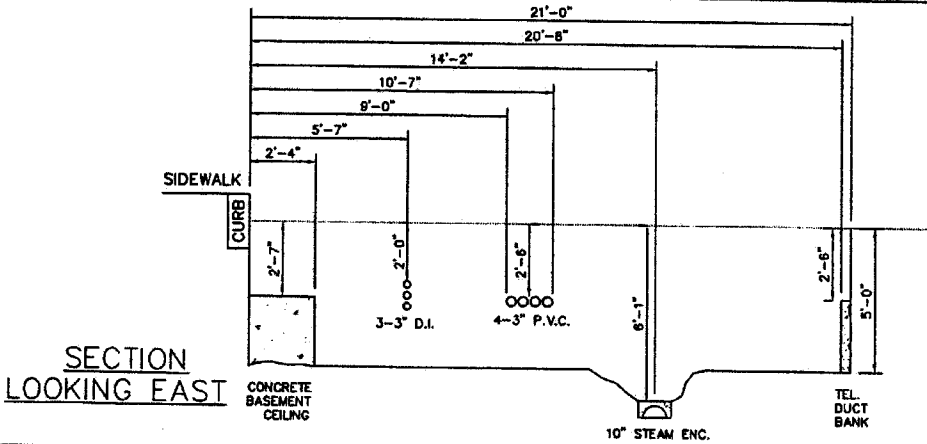 21'-0"
20'-8"
14'-2"
10'-7"
9'-0"
5'-7"
2'-4"
SIDEWALK
CURB
2'-7"
2'-0"
2'-6"
6'-1"
2'-6"
5'-0"
3-3" D.I.
4-3" P.V.C.
SECTION
LOOKING EAST
CONCRETE
BASEMENT
CEILING
10" STEAM ENC.
TEL.
DUCT
BANK